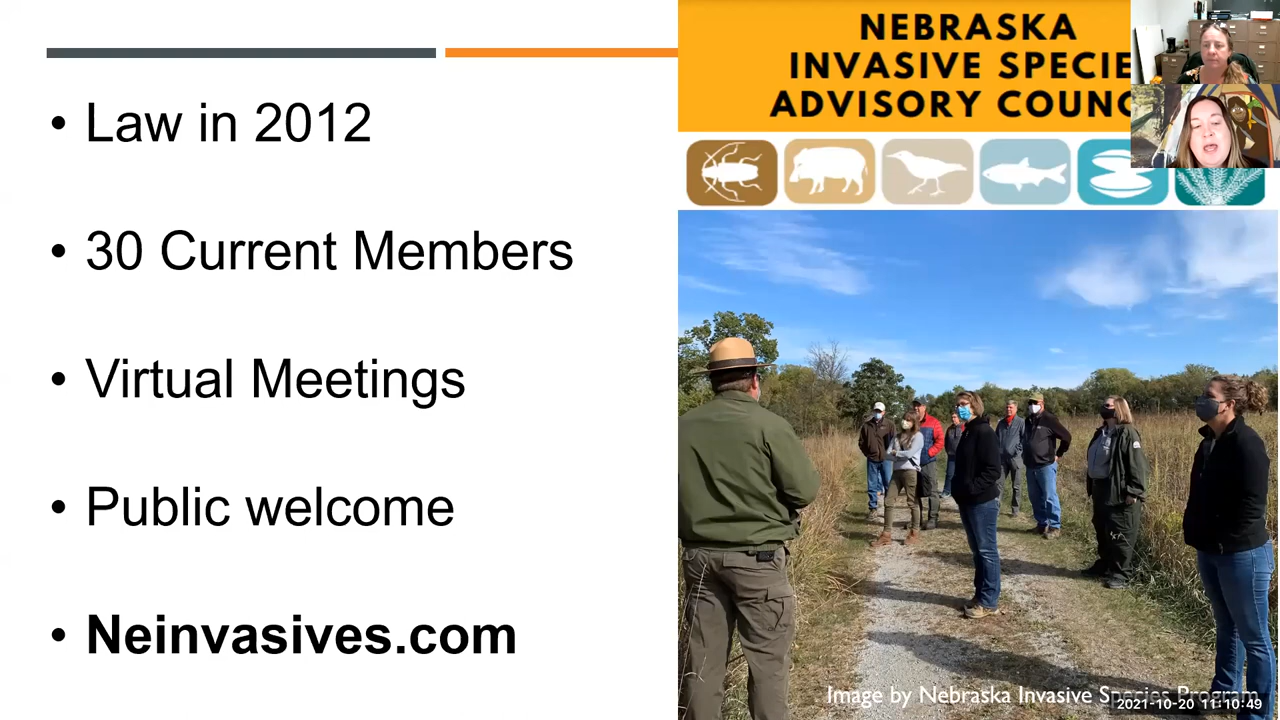 • Law in 2012
• 30 Current Members
• Virtual Meetings
• Public welcome
• Neinvasives.com
NEBRASKA
INVASIVE SPECIE
ADVISORY COUNC
Image by Nebraska Invasive Species Program
2021-10-20 11:10:49